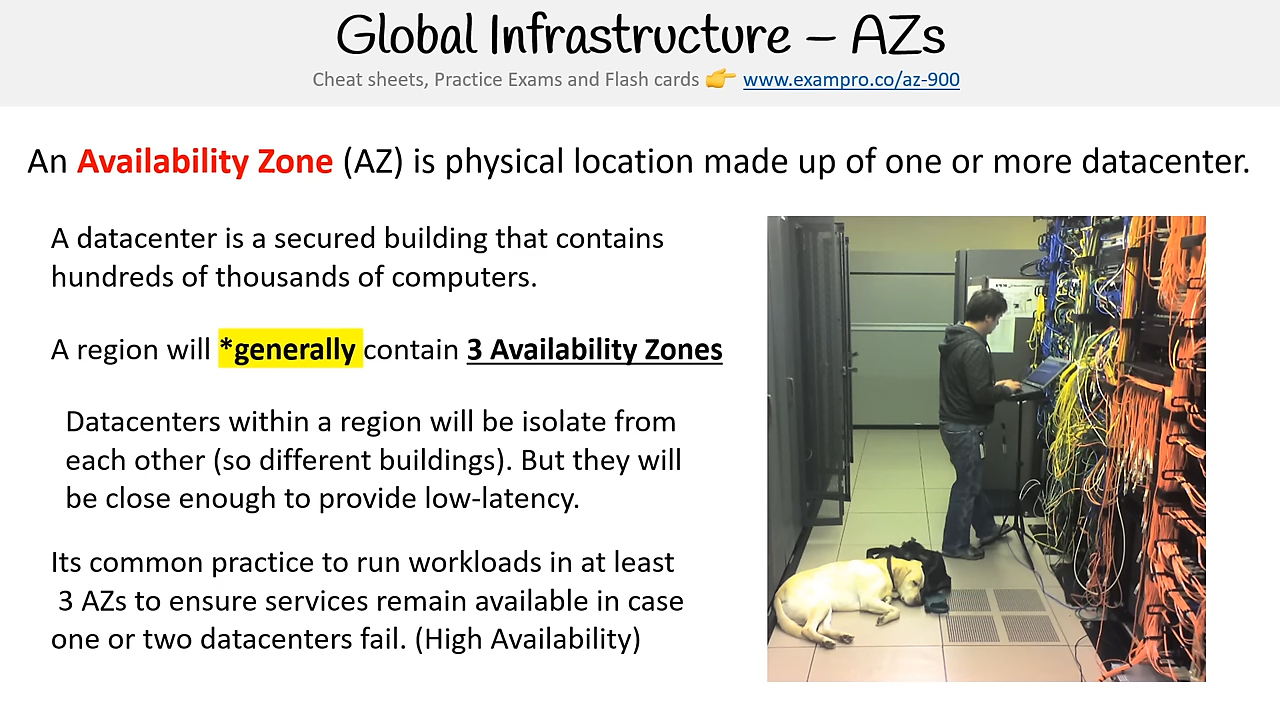 Global Infrastructure – AZs
Cheat sheets, Practice Exams and Flash cards 👉 www.exampro.co/az-900
An Availability Zone (AZ) is physical location made up of one or more datacenter.
A datacenter is a secured building that contains
hundreds of thousands of computers.
A region will *generally contain 3 Availability Zones
Datacenters within a region will be isolate from
each other (so different buildings). But they will
be close enough to provide low-latency.
Its common practice to run workloads in at least
3 AZs to ensure services remain available in case
one or two datacenters fail. (High Availability)